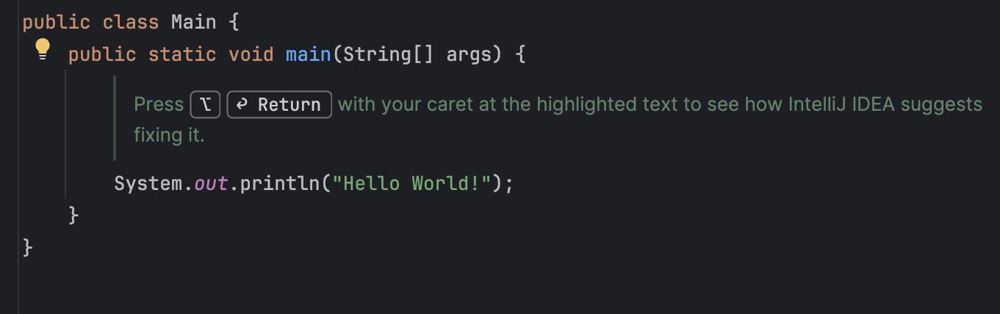 public class Main {
public static void main(String[] args) {
Press ⌥ ⏎ Return with your caret at the highlighted text to see how IntelliJ IDEA suggests
fixing it.
System.out.println("Hello World!");
}
}